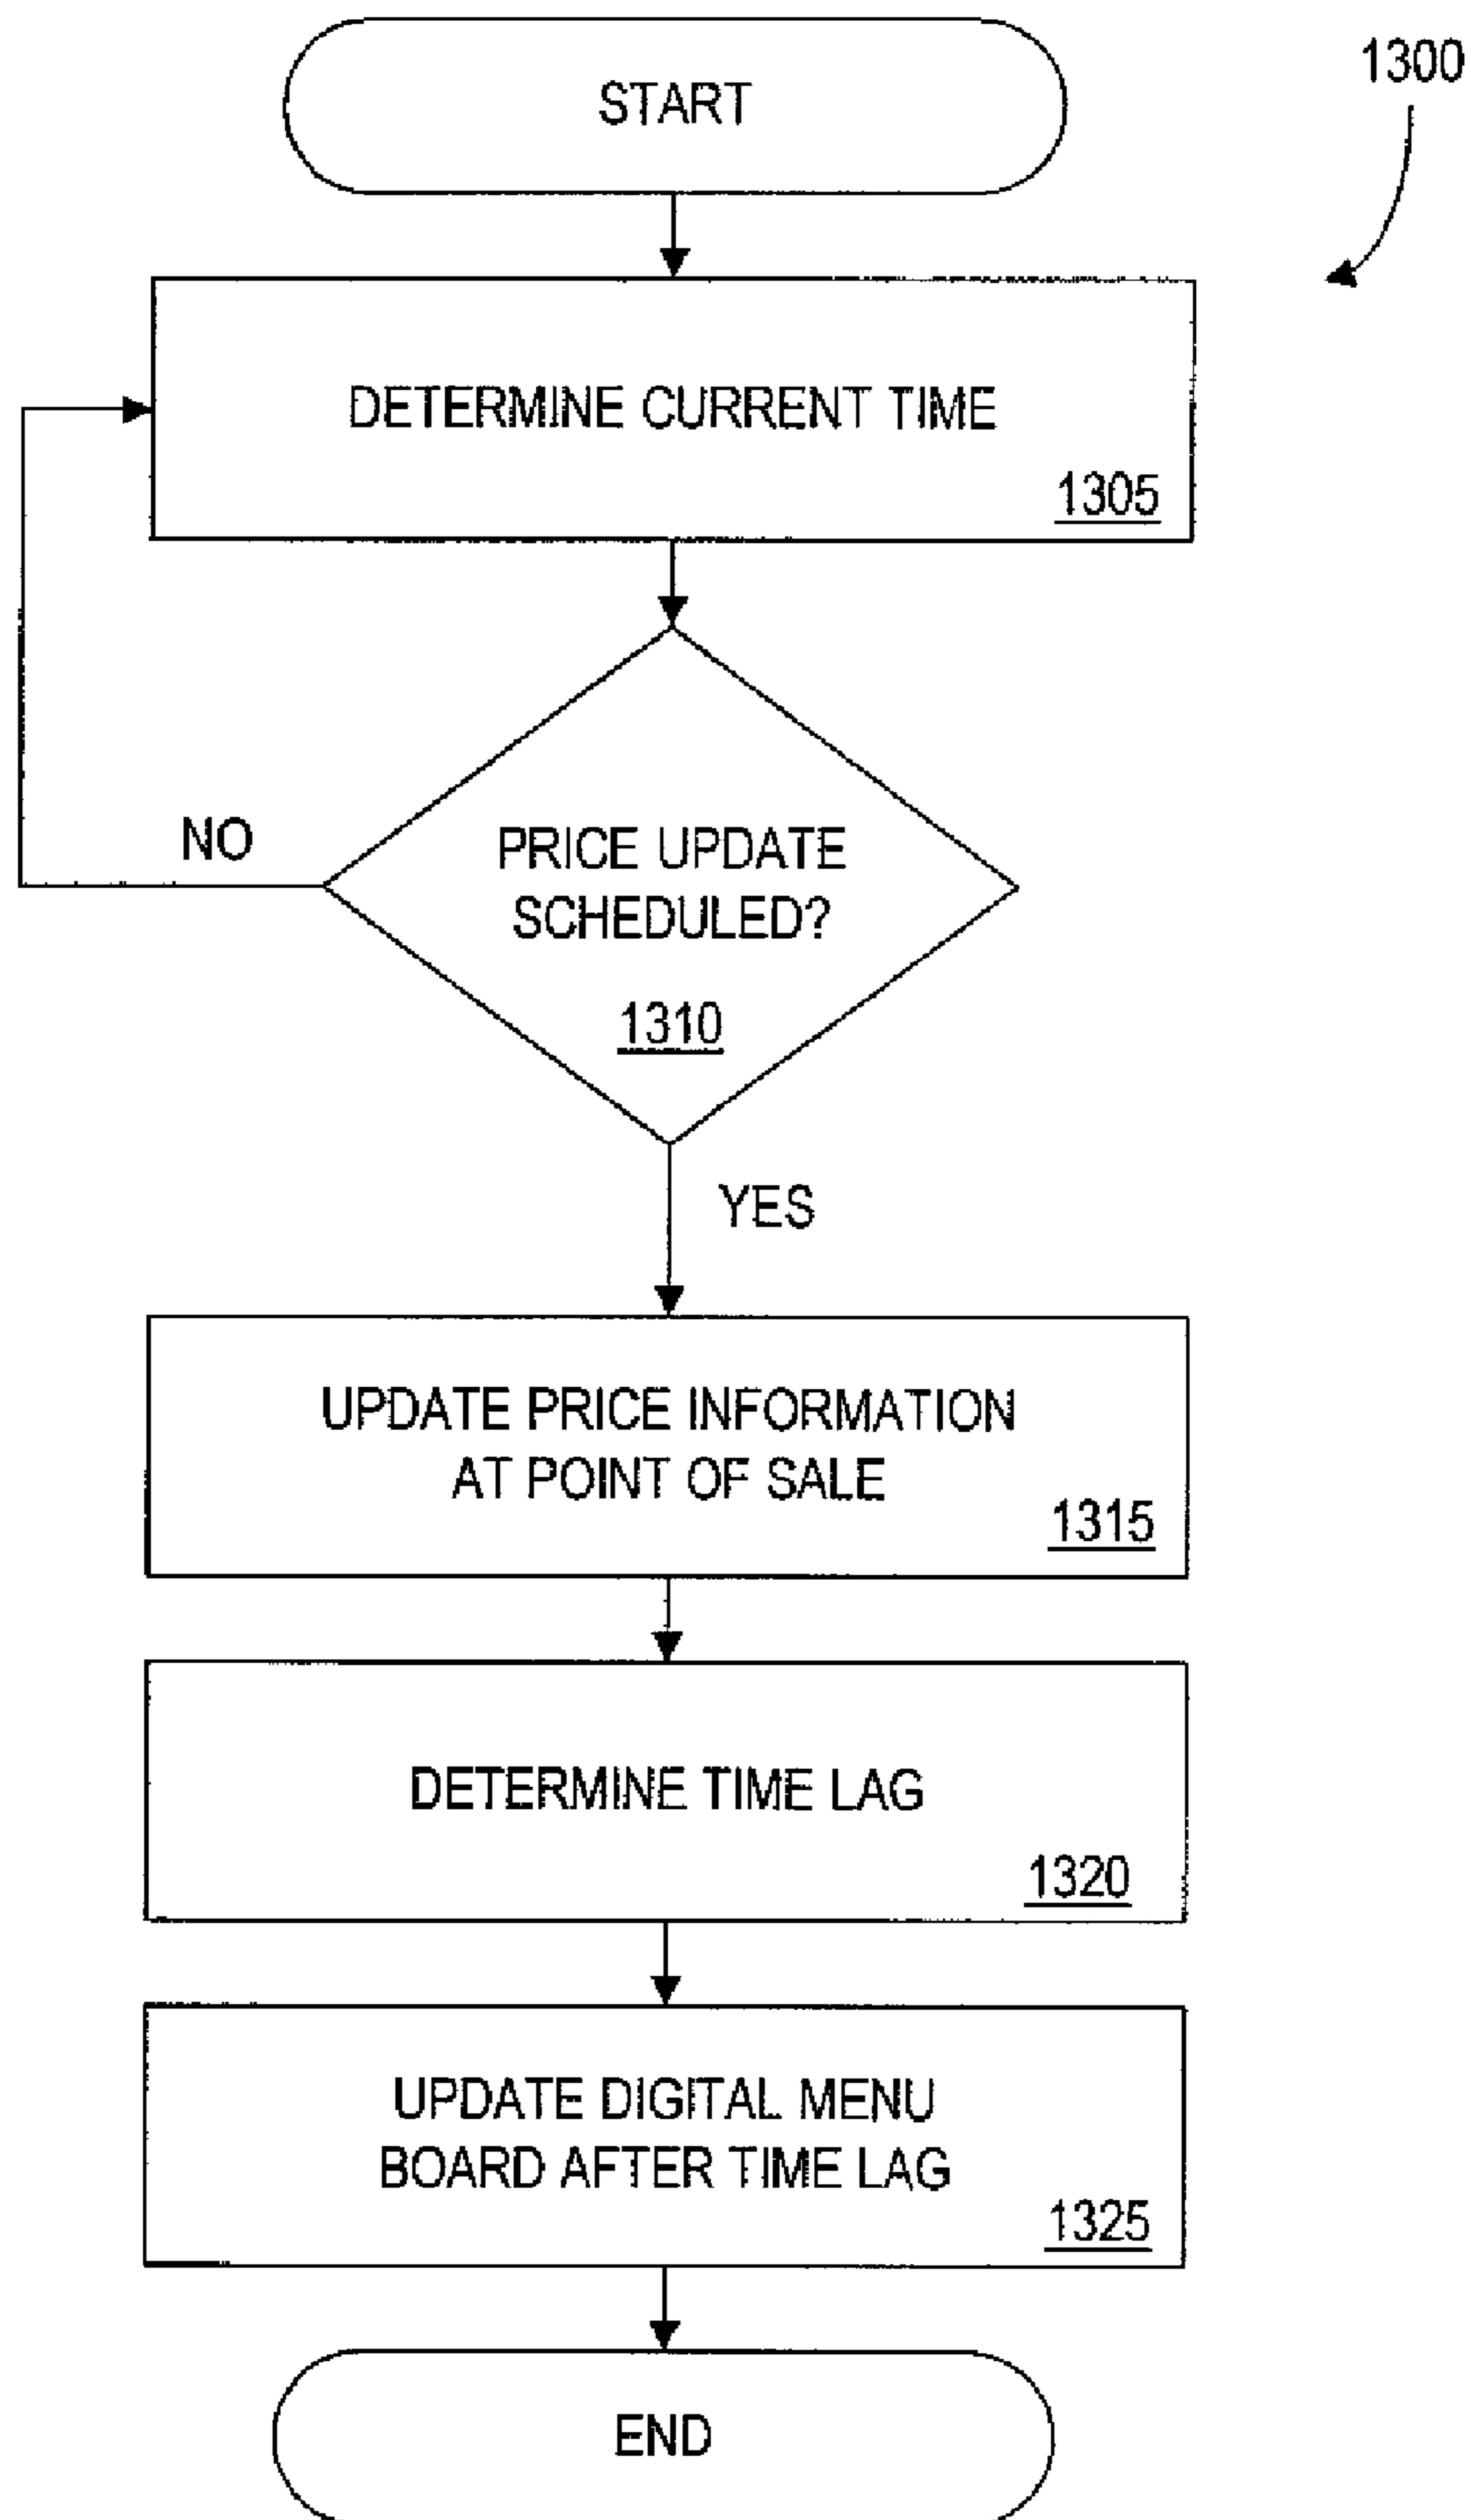 START
1300
DETERMINE CURRENT TIME
1305
NO
PRICE UPDATE
SCHEDULED?
1310
YES
UPDATE PRICE INFORMATION
AT POINT OF SALE
1315
DETERMINE TIME LAG
1320
UPDATE DIGITAL MENU
BOARD AFTER TIME LAG
1325
END